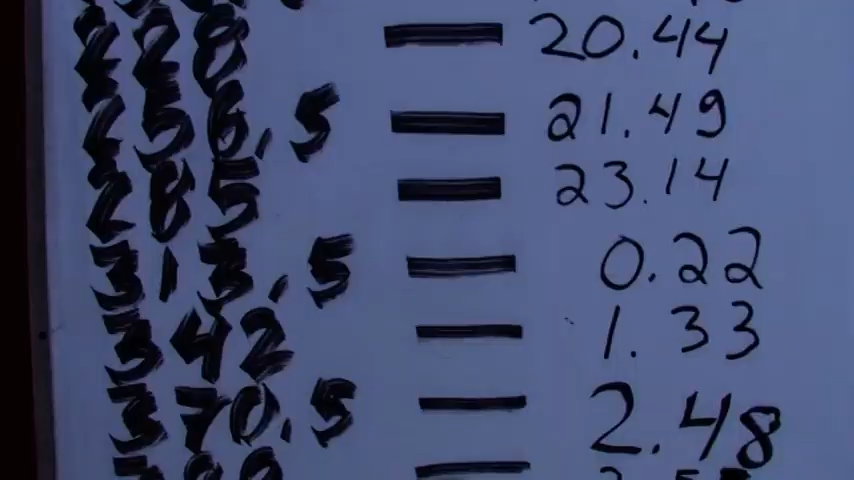 228 — 20.44
256,5 — 21.49
285 — 23.14
313,5 — 0.22
342 — 1.33
370,5 — 2.48